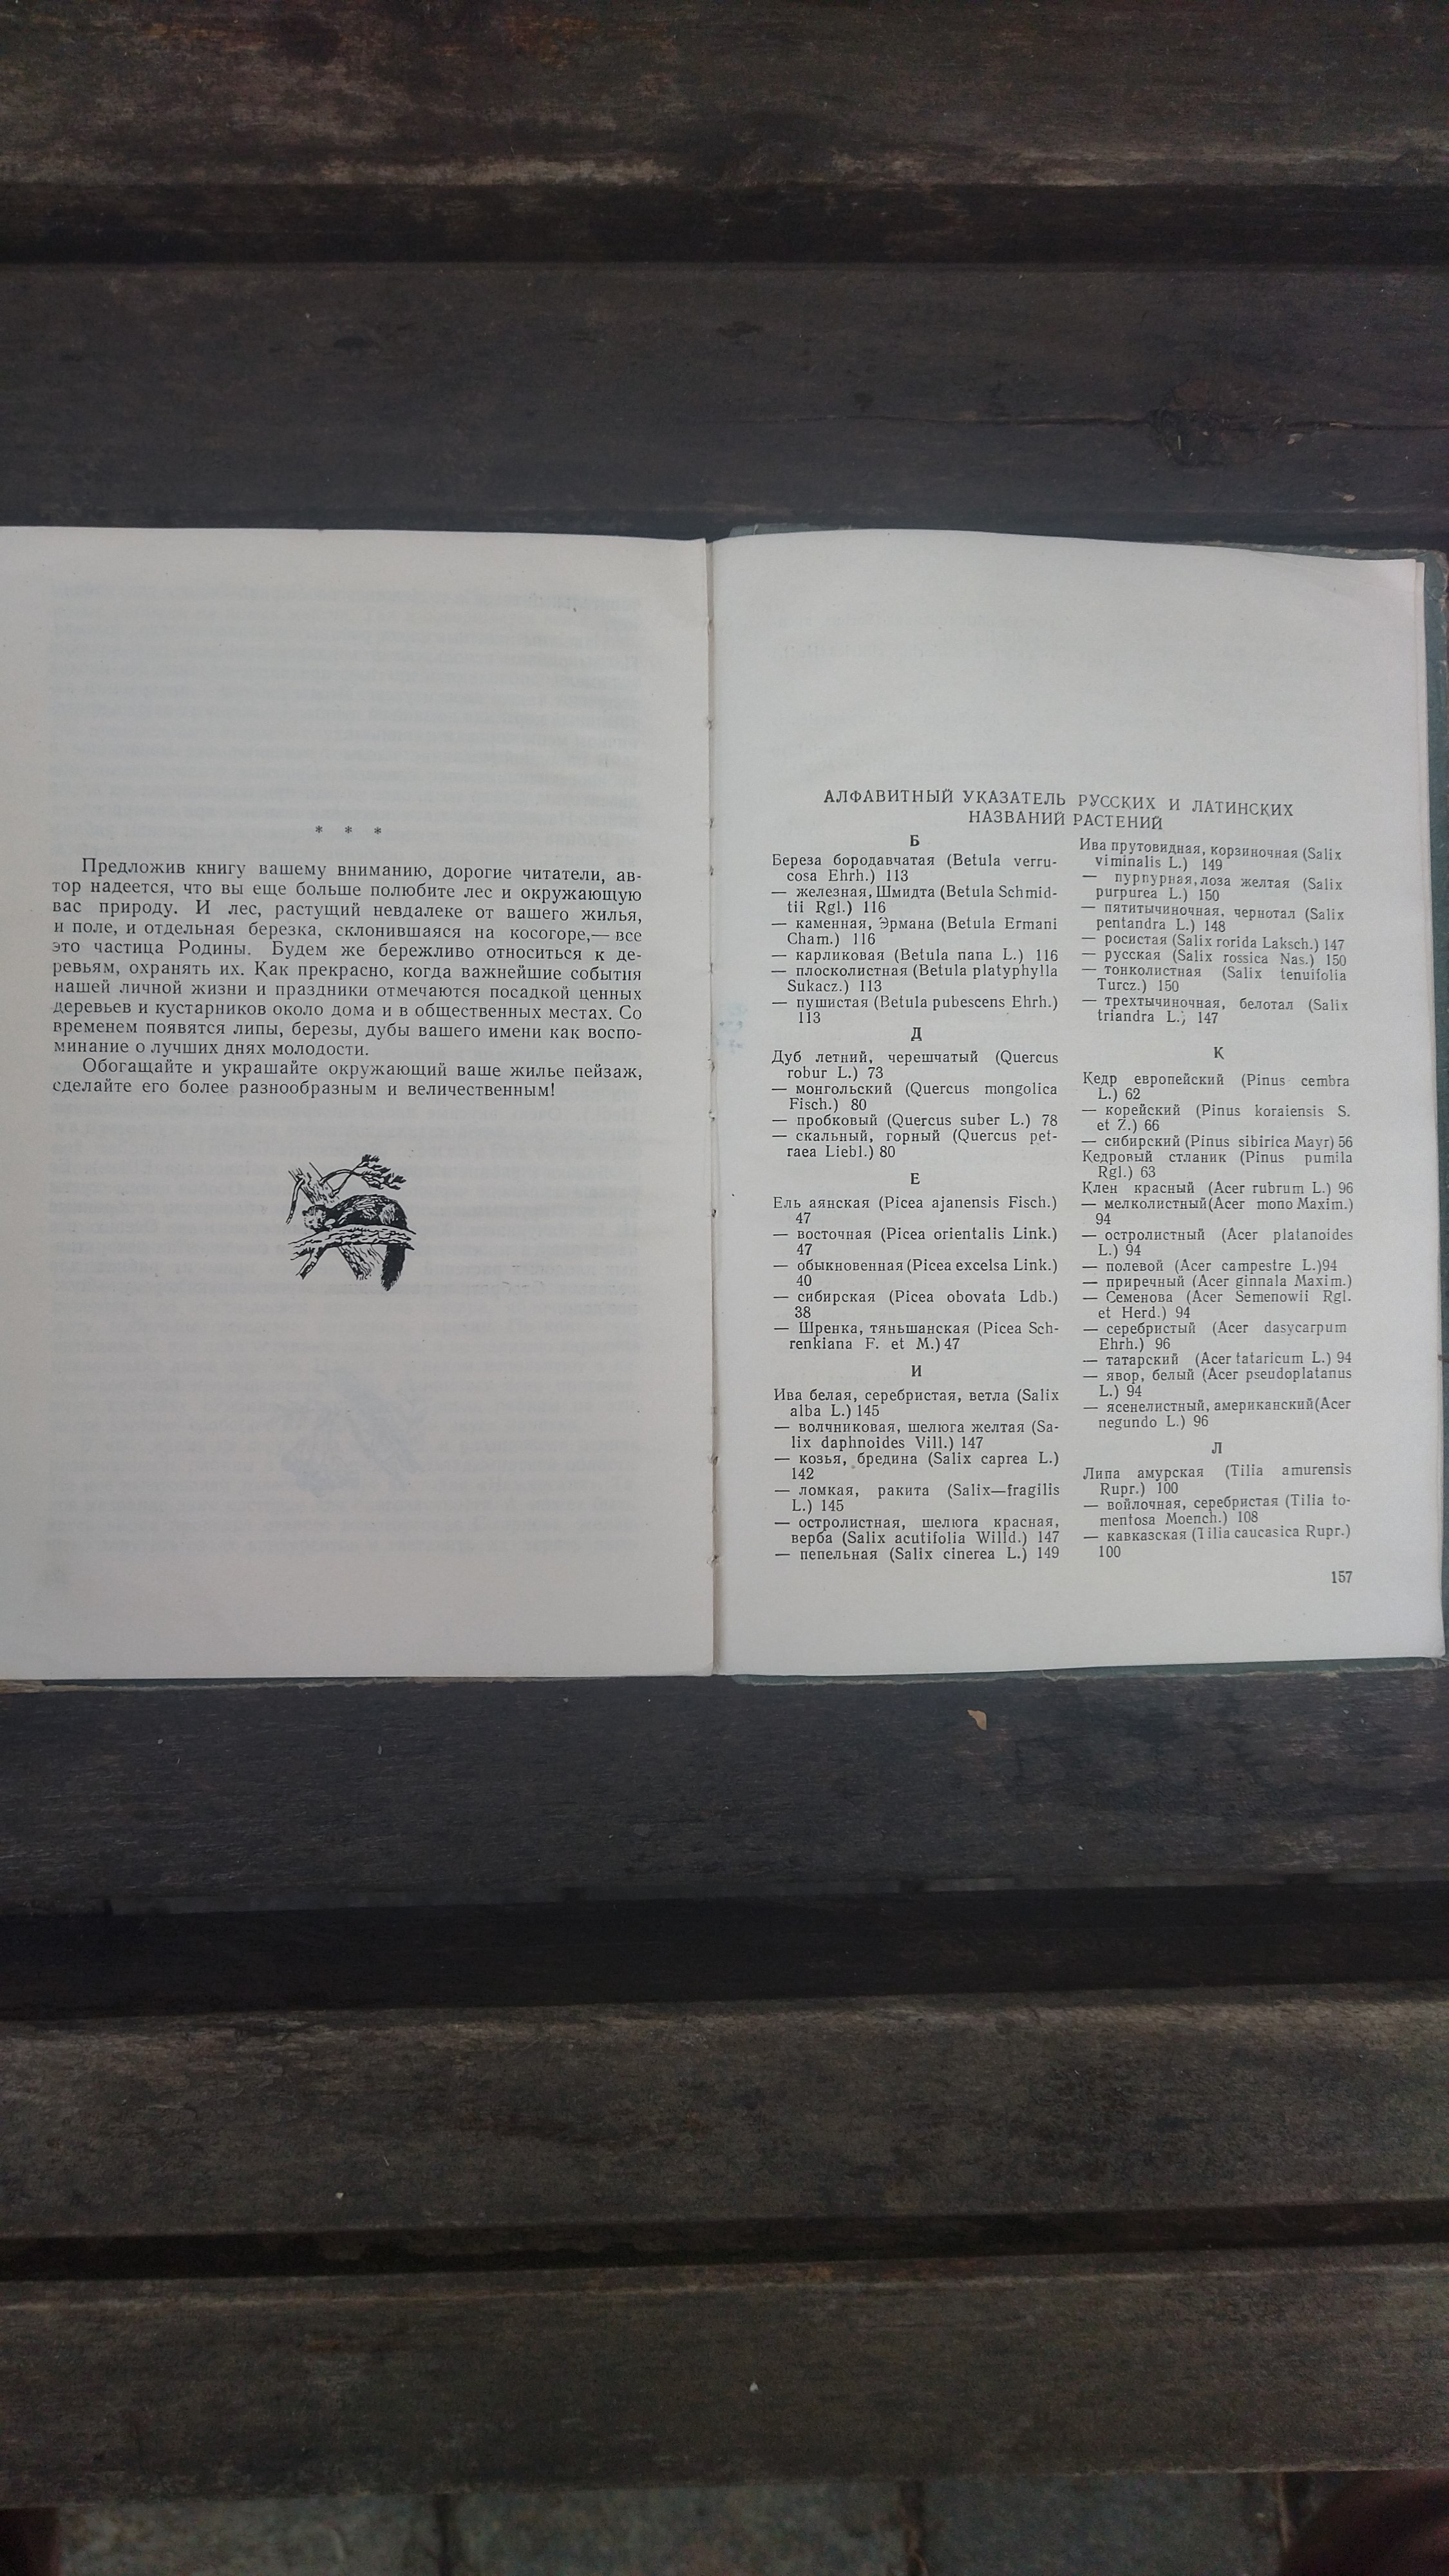 * * *
Предложив книгу вашему вниманию, дорогие читатели, ав-
тор надеется, что вы еще больше полюбите лес и окружающую
вас природу. И лес, растущий невдалеке от вашего жилья,
и поле, и отдельная березка, склонившаяся на косогоре,— все
это частица Родины. Будем же бережливо относиться к де-
ревьям, охранять их. Как прекрасно, когда важнейшие события
нашей личной жизни и праздники отмечаются посадкой ценных
деревьев и кустарников около дома и в общественных местах. Со
временем появятся липы, березы, дубы вашего имени как воспо-
минание о лучших днях молодости.
Обогащайте и украшайте окружающий ваше жилье пейзаж,
сделайте его более разнообразным и величественным!
АЛФАВИТНЫЙ УКАЗАТЕЛЬ РУССКИХ И ЛАТИНСКИХ
НАЗВАНИЙ РАСТЕНИЙ
Б
Береза бородавчатая (Betula verru-
cosa Ehrh.) 113
— железная, Шмидта (Betula Schmid-
tii Rgl.) 116
— каменная, Эрмана (Betula Ermani
Cham.) 116
— карликовая (Betula nana L.) 116
— плосколистная (Betula platyphylla
Sukacz.) 113
— пушистая (Betula pubescens Ehrh.)
113
Д
Дуб летний, черешчатый (Quercus
robur L.) 73
— монгольский (Quercus mongolica
Fisch.) 80
— пробковый (Quercus suber L.) 78
— скальный, горный (Quercus pet-
raea Liebl.) 80
Е
Ель аянская (Picea ajanensis Fisch.)
47
— восточная (Picea orientalis Link.)
47
— обыкновенная (Picea excelsa Link.)
40
— сибирская (Picea obovata Ldb.)
38
— Шренка, тяньшанская (Picea Sch-
renkiana F. et M.) 47
И
Ива белая, серебристая, ветла (Salix
alba L.) 145
— волчниковая, шелюга желтая (Sa-
lix daphnoides Vill.) 147
— козья, бредина (Salix caprea L.)
142
— ломкая, ракита (Salix—fragilis
L.) 145
— остролистная, шелюга красная,
верба (Salix acutifolia Willd.) 147
— пепельная (Salix cinerea L.) 149
Ива прутовидная, корзиночная (Salix
viminalis L.) 149
— пурпурная, лоза желтая (Salix
purpurea L.) 150
— пятитычиночная, чернотал (Salix
pentandra L.) 148
— росистая (Salix rorida Laksch.) 147
— русская (Salix rossica Nas.) 150
— тонколистная (Salix tenuifolia
Turcz.) 150
— трехтычиночная, белотал (Salix
triandra L.; 147
К
Кедр европейский (Pinus cembra
L.) 62
— корейский (Pinus koraiensis S.
et Z.) 66
— сибирский (Pinus sibirica Mayr) 56
Кедровый стланик (Pinus pumila
Rgl.) 63
Клен красный (Acer rubrum L.) 96
— мелколистный(Acer mono Maxim.)
94
— остролистный (Acer platanoides
L.) 94
— полевой (Acer campestre L.)94
— приречный (Acer ginnala Maxim.)
— Семенова (Acer Semenowii Rgl.
et Herd.) 94
— серебристый (Acer dasycarpum
Ehrh.) 96
— татарский (Acer tataricum L.) 94
— явор, белый (Acer pseudoplatanus
L.) 94
— ясенелистный, американский(Acer
negundo L.) 96
Л
Липа амурская (Tilia amurensis
Rupr.) 100
— войлочная, серебристая (Tilia to-
mentosa Moench.) 108
— кавказская (Tilia caucasica Rupr.)
100
157